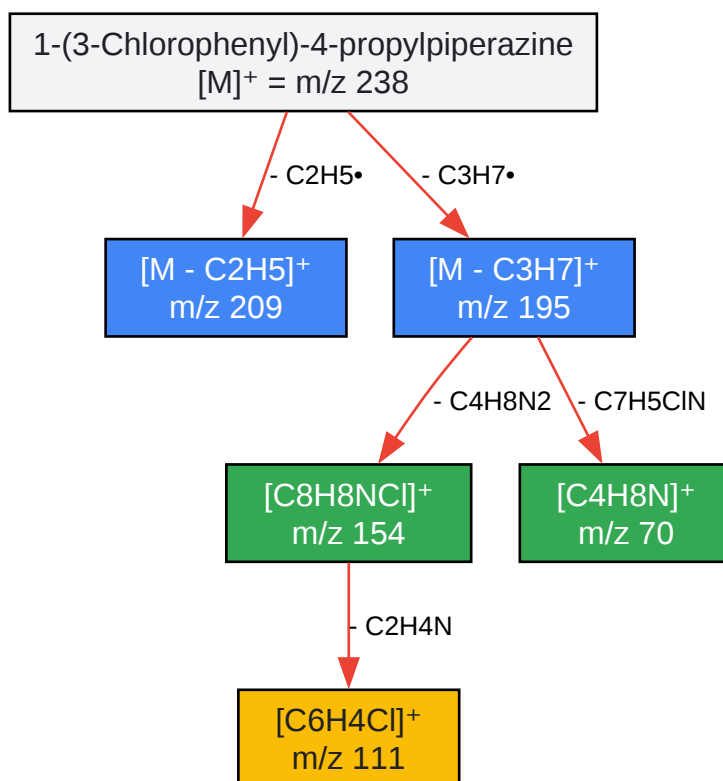 1-(3-Chlorophenyl)-4-propylpiperazine
[M]⁺ = m/z 238
- C2H5•
- C3H7•
[M - C2H5]⁺
m/z 209
[M - C3H7]⁺
m/z 195
- C4H8N2
- C7H5ClN
[C8H8NCl]⁺
m/z 154
[C4H8N]⁺
m/z 70
- C2H4N
[C6H4Cl]⁺
m/z 111